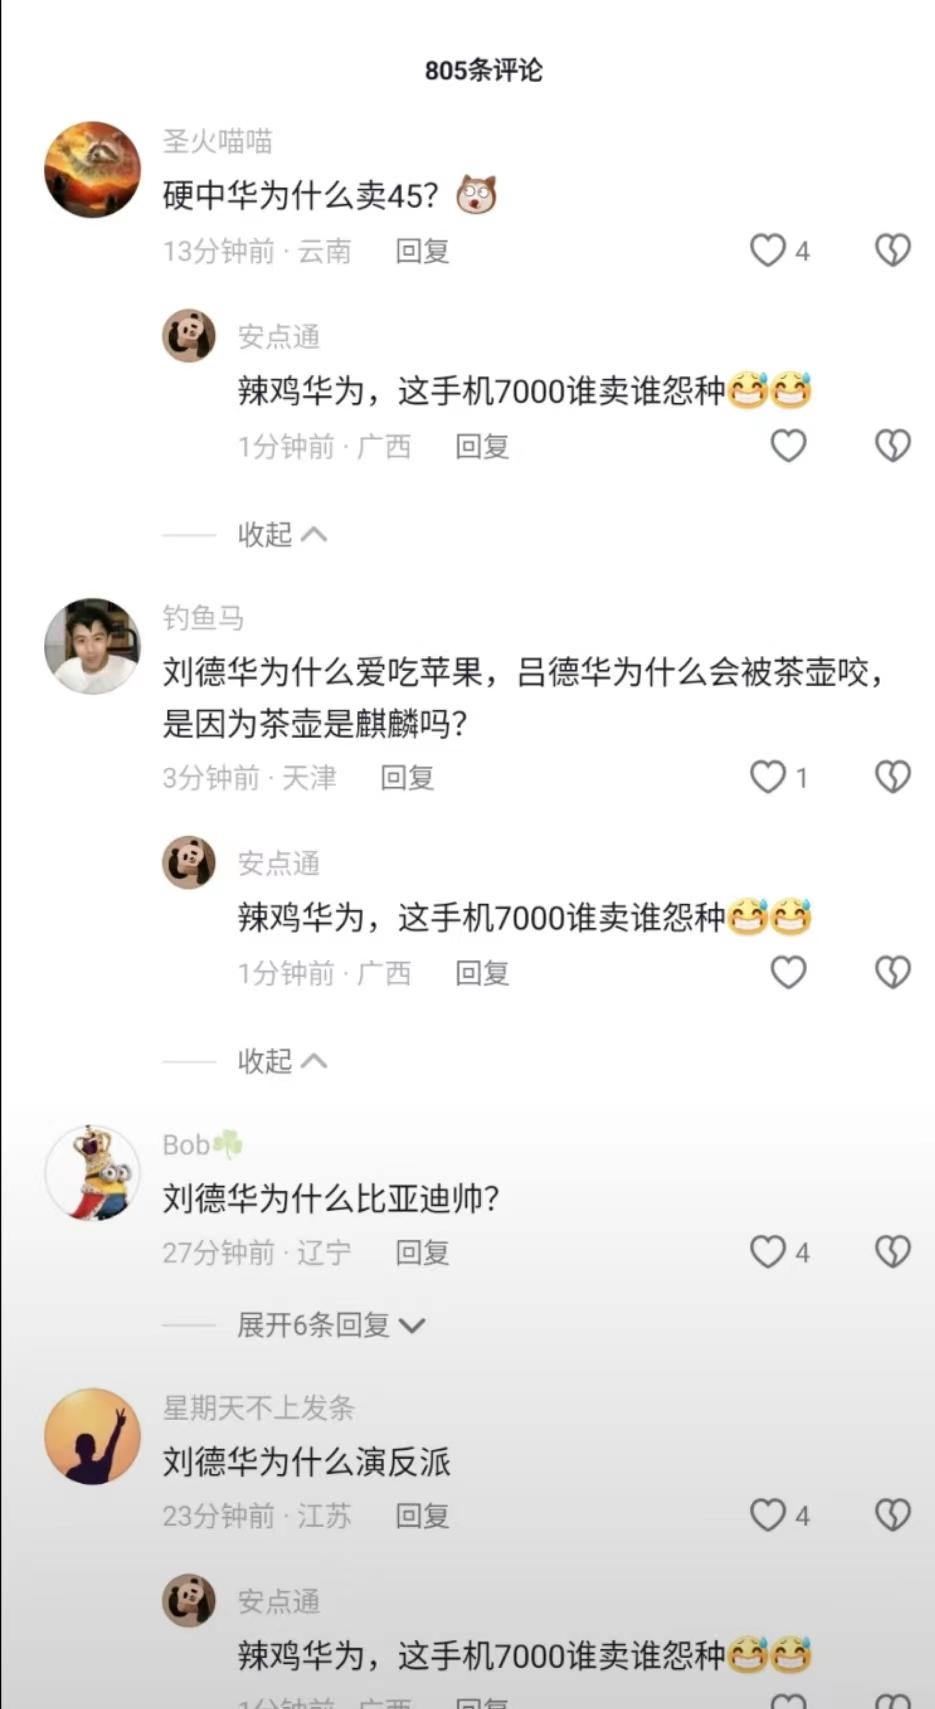 805条评论
圣火喵喵
硬中华为什么卖45？
13分钟前 · 云南 回复 4
安点通
辣鸡华为，这手机7000谁卖谁怨种😅😅
1分钟前 · 广西 回复
收起
钓鱼马
刘德华为什么爱吃苹果，吕德华为什么会被茶壶咬，
是因为茶壶是麒麟吗？
3分钟前 · 天津 回复 1
安点通
辣鸡华为，这手机7000谁卖谁怨种😅😅
1分钟前 · 广西 回复
收起
Bob☘️
刘德华为什么比亚迪帅？
27分钟前 · 辽宁 回复 4
展开6条回复
星期天不上发条
刘德华为什么演反派
23分钟前 · 江苏 回复 4
安点通
辣鸡华为，这手机7000谁卖谁怨种😅😅
1分钟前 · 广西 回复